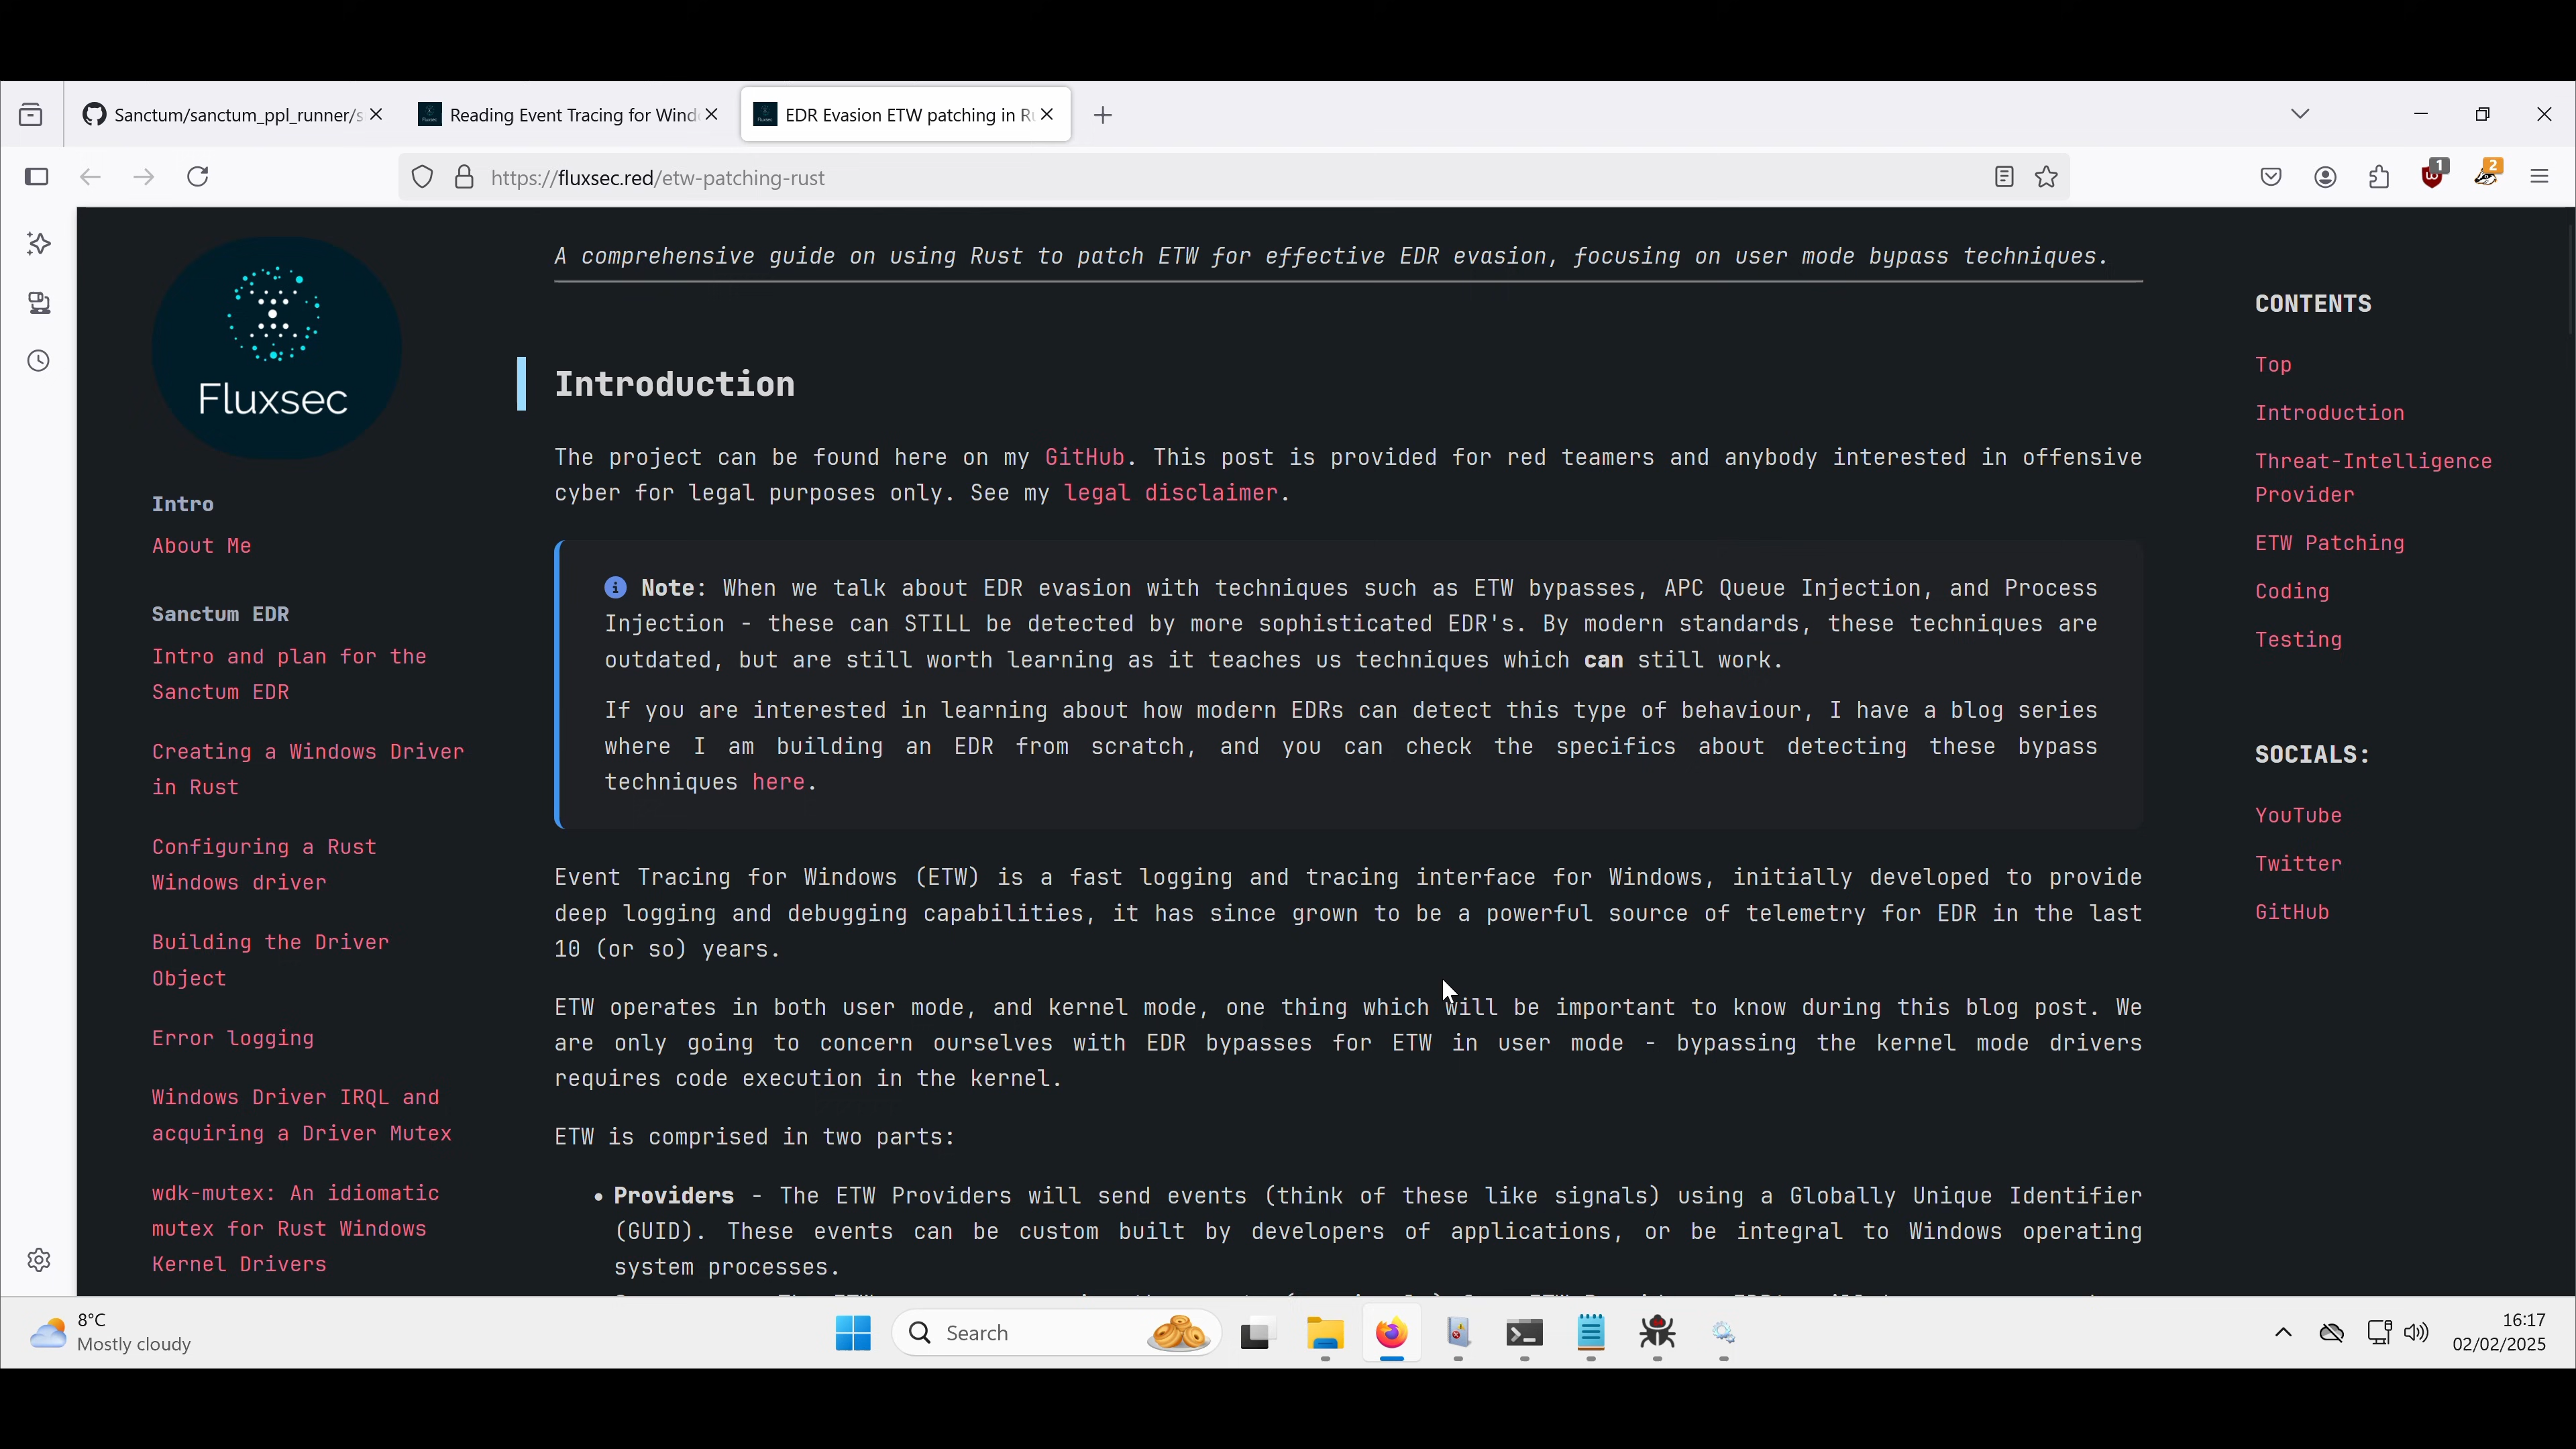 Sanctum/sanctum_ppl_runner/s
Reading Event Tracing for Wind
EDR Evasion ETW patching in Ru
https://fluxsec.red/etw-patching-rust
1
2
Fluxsec
Intro
About Me
Sanctum EDR
Intro and plan for the
Sanctum EDR
Creating a Windows Driver
in Rust
Configuring a Rust
Windows driver
Building the Driver
Object
Error logging
Windows Driver IRQL and
acquiring a Driver Mutex
wdk-mutex: An idiomatic
mutex for Rust Windows
Kernel Drivers
A comprehensive guide on using Rust to patch ETW for effective EDR evasion, focusing on user mode bypass techniques.
Introduction
The project can be found here on my GitHub. This post is provided for red teamers and anybody interested in offensive
cyber for legal purposes only. See my legal disclaimer.
Note: When we talk about EDR evasion with techniques such as ETW bypasses, APC Queue Injection, and Process
Injection - these can STILL be detected by more sophisticated EDR's. By modern standards, these techniques are
outdated, but are still worth learning as it teaches us techniques which can still work.
If you are interested in learning about how modern EDRs can detect this type of behaviour, I have a blog series
where I am building an EDR from scratch, and you can check the specifics about detecting these bypass
techniques here.
Event Tracing for Windows (ETW) is a fast logging and tracing interface for Windows, initially developed to provide
deep logging and debugging capabilities, it has since grown to be a powerful source of telemetry for EDR in the last
10 (or so) years.
ETW operates in both user mode, and kernel mode, one thing which will be important to know during this blog post. We
are only going to concern ourselves with EDR bypasses for ETW in user mode - bypassing the kernel mode drivers
requires code execution in the kernel.
ETW is comprised in two parts:
• Providers - The ETW Providers will send events (think of these like signals) using a Globally Unique Identifier
(GUID). These events can be custom built by developers of applications, or be integral to Windows operating
system processes.
CONTENTS
Top
Introduction
Threat-Intelligence
Provider
ETW Patching
Coding
Testing
SOCIALS:
YouTube
Twitter
GitHub
8°C
Mostly cloudy
Search
16:17
02/02/2025